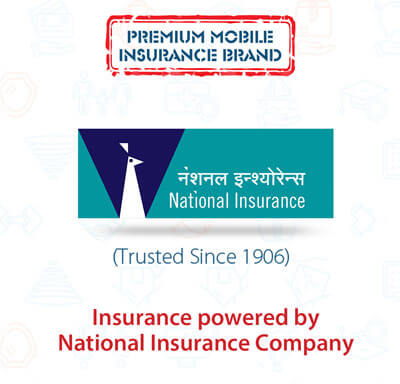 PREMIUM MOBILE
INSURANCE BRAND
नेशनल इन्श्योरेन्स
National Insurance
(Trusted Since 1906)
Insurance powered by
National Insurance Company